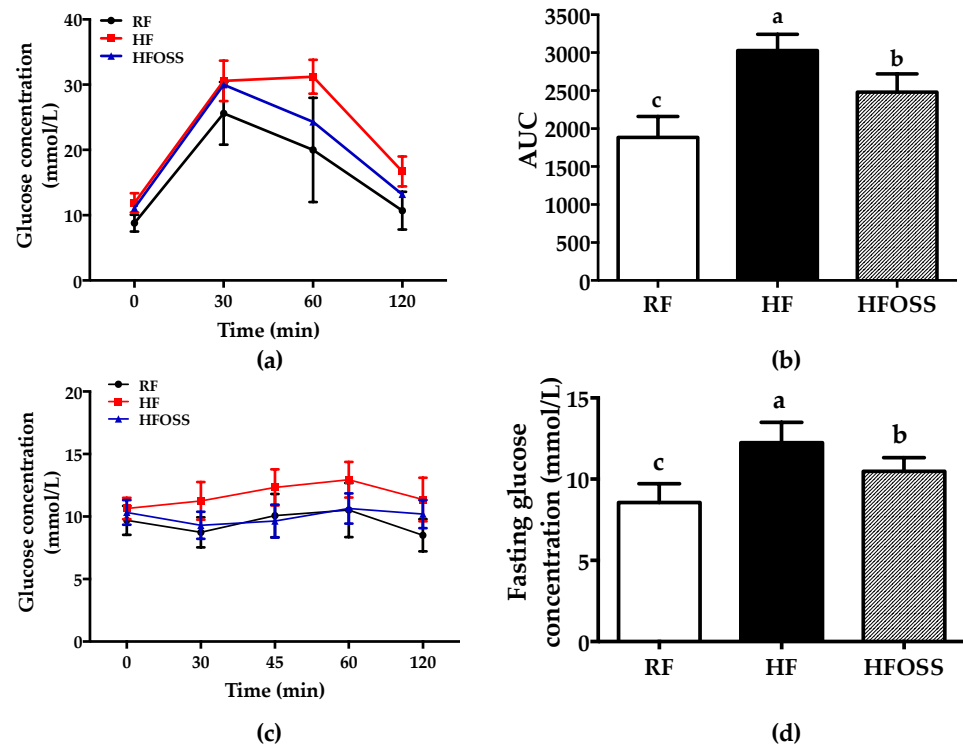 RF
HF
HFOSS
Glucose concentration
(mmol/L)
40
30
20
10
0
0 30 60 120
Time (min)
(a)
AUC
3500
3000
2500
2000
1500
1000
500
0
c
a
b
RF HF HFOSS
(b)
RF
HF
HFOSS
Glucose concentration
(mmol/L)
20
15
10
5
0
0 30 45 60 120
Time (min)
(c)
Fasting glucose
concentration (mmol/L)
15
10
5
0
c
a
b
RF HF HFOSS
(d)